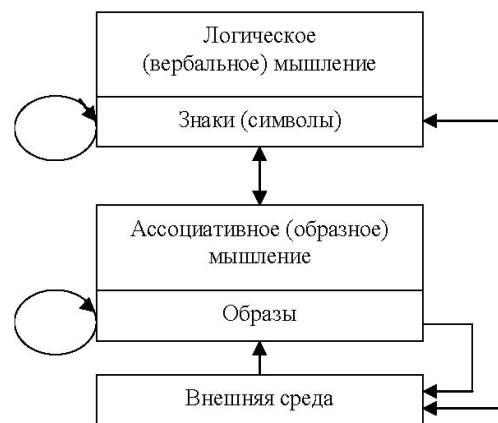 Логическое
(вербальное) мышление
Знаки (символы)
Ассоциативное (образное)
мышление
Образы
Внешняя среда